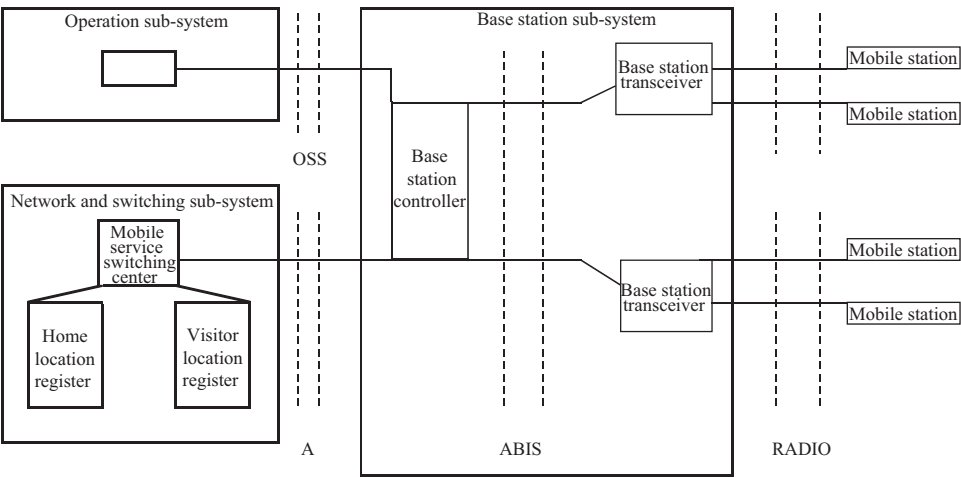 Operation sub-system
OSS
Network and switching sub-system
Mobile
service
switching
center
Home
location
register
Visitor
location
register
A
Base station sub-system
Base
station
controller
ABIS
Base station
transceiver
Base station
transceiver
RADIO
Mobile station
Mobile station
Mobile station
Mobile station